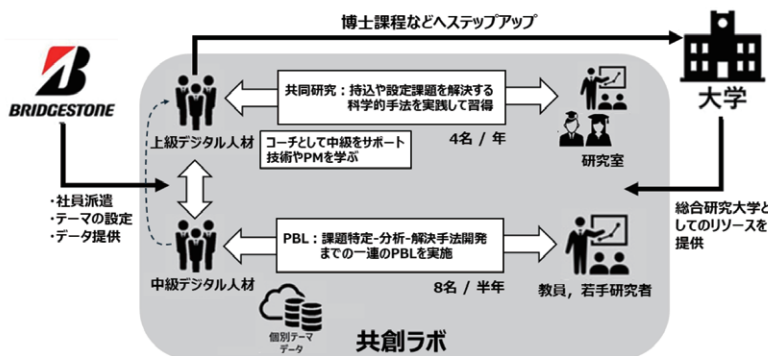 博士課程などへステップアップ
BRIDGESTONE
大学
共同研究:持込や設定課題を解決する
科学的手法を実践して習得
上級デジタル人材
コーチとして中級をサポート
技術やPMを学ぶ
4名 / 年
研究室
・社員派遣
・テーマの設定
・データ提供
総合研究大学と
してのリソースを
提供
PBL:課題特定-分析-解決手法開発
までの一連のPBLを実施
中級デジタル人材
8名 / 半年
教員,若手研究者
個別テーマ
データ
共創ラボ